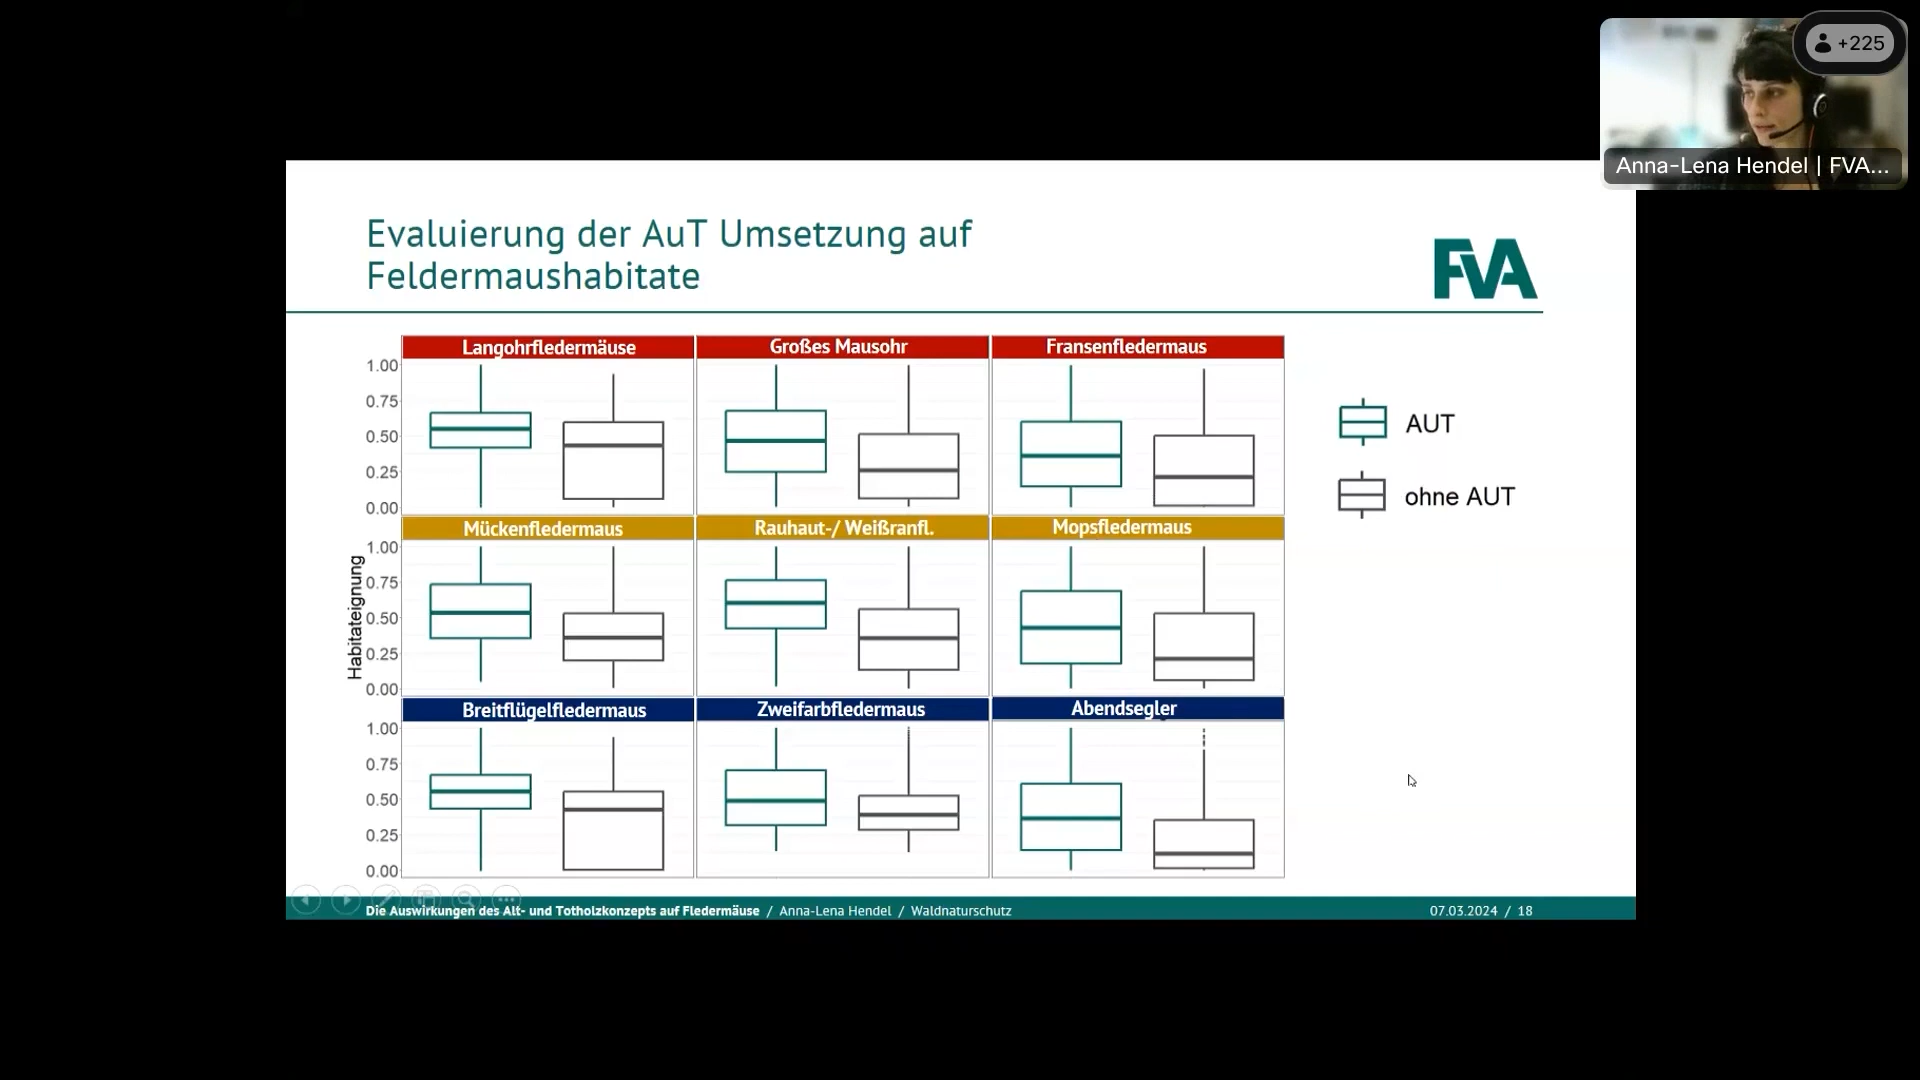 +225
Anna-Lena Hendel | FVA...
Evaluierung der AuT Umsetzung auf
Feldermaushabitate
FVA
Langohrfledermäuse
Großes Mausohr
Fransenfledermaus
1.00
0.75
0.50
0.25
0.00
AUT
ohne AUT
Mückenfledermaus
Rauhaut-/ Weißranfl.
Mopsfledermaus
Habitateignung
1.00
0.75
0.50
0.25
0.00
Breitflügelfledermaus
Zweifarbfledermaus
Abendsegler
1.00
0.75
0.50
0.25
0.00
Die Auswirkungen des Alt- und Totholzkonzepts auf Fledermäuse / Anna-Lena Hendel / Waldnaturschutz
07.03.2024 / 18